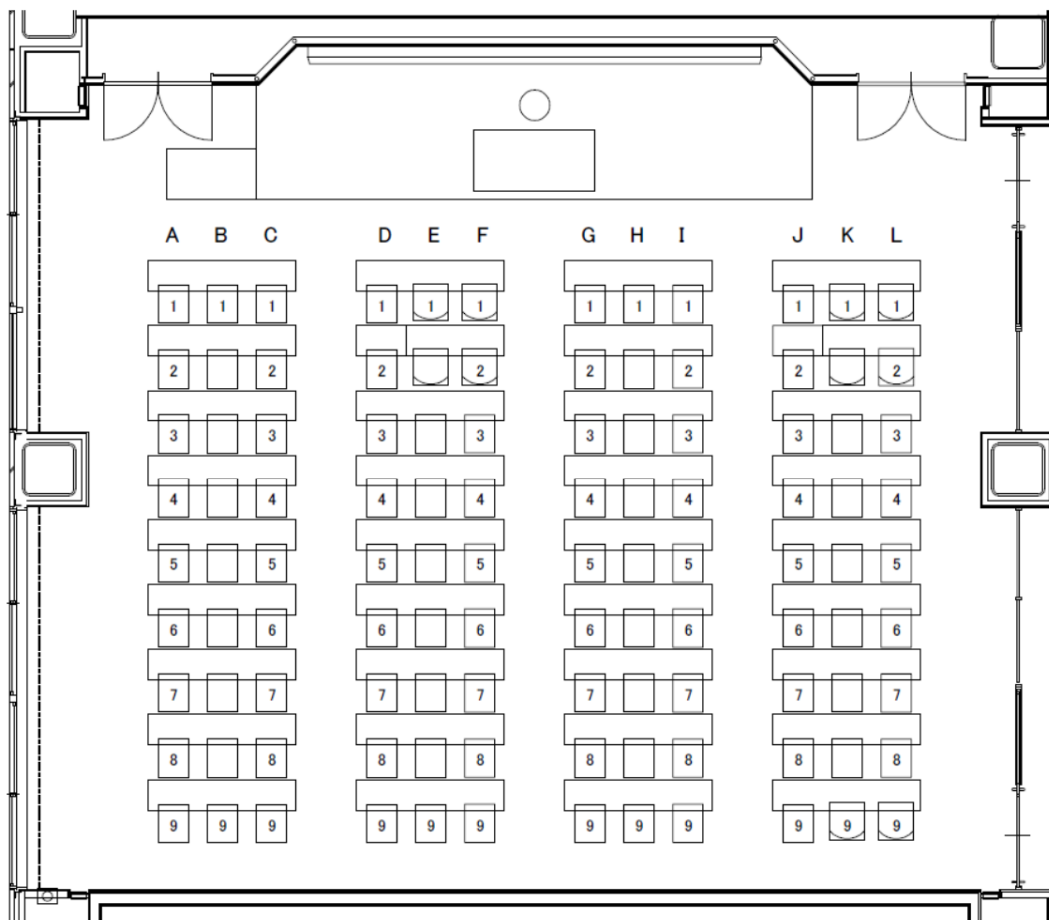 A B C D E F G H I J K L
1 1 1 1 1 1 1 1 1 1 1 1
2 2 2 2 2 2 2 2
3 3 3 3 3 3 3 3
4 4 4 4 4 4 4 4
5 5 5 5 5 5 5 5
6 6 6 6 6 6 6 6
7 7 7 7 7 7 7 7
8 8 8 8 8 8 8 8
9 9 9 9 9 9 9 9 9 9 9 9